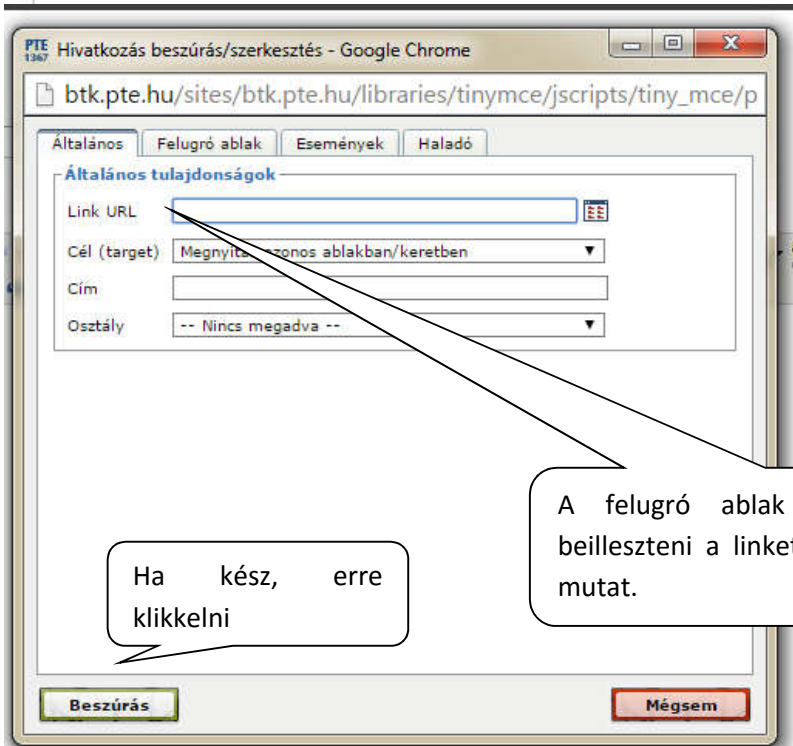 PTE
1367
Hivatkozás beszúrás/szerkesztés - Google Chrome
btk.pte.hu/sites/btk.pte.hu/libraries/tinymce/jscripts/tiny_mce/p
Általános Felugró ablak Események Haladó
Általános tulajdonságok
Link URL
Cél (target) Megnyitás azonos ablakban/keretben
Cím
Osztály -- Nincs megadva --
A felugró ablak
beilleszteni a linket
mutat.
Ha kész, erre
klikkelni
Beszúrás Mégsem